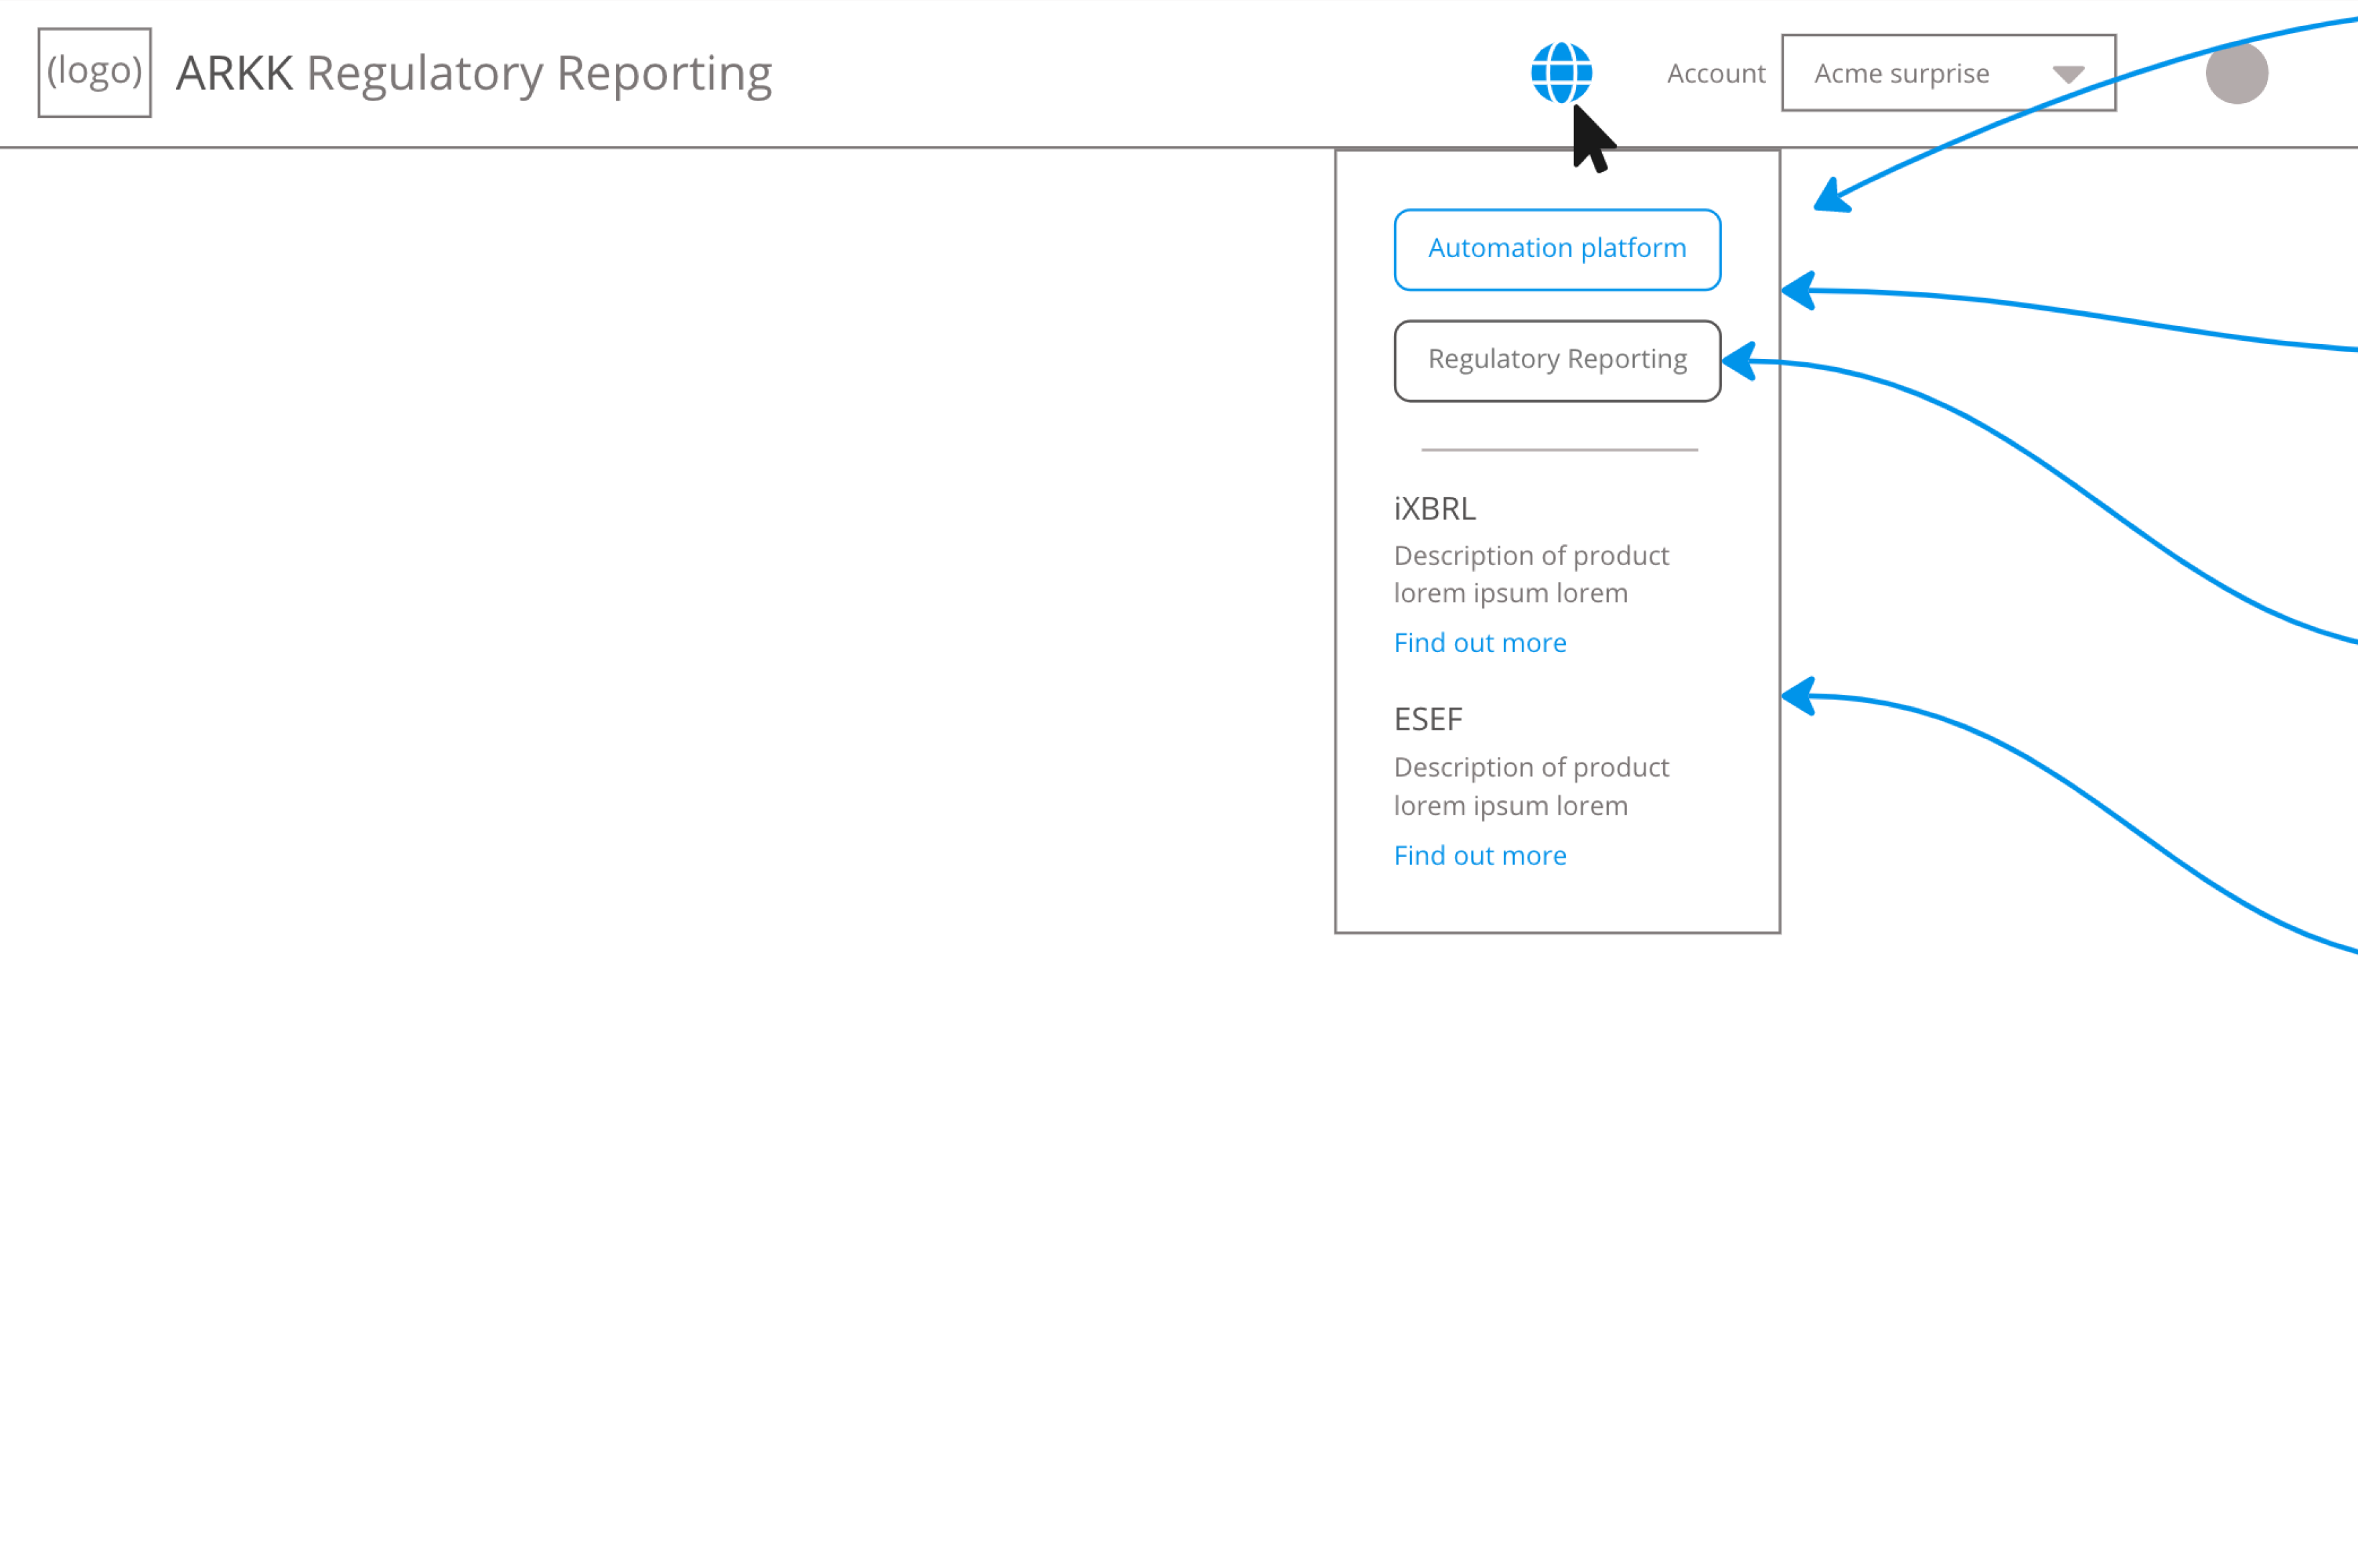 (logo) ARKK Regulatory Reporting
Account Acme surprise
Automation platform
Regulatory Reporting
iXBRL
Description of product
lorem ipsum lorem
Find out more
ESEF
Description of product
lorem ipsum lorem
Find out more